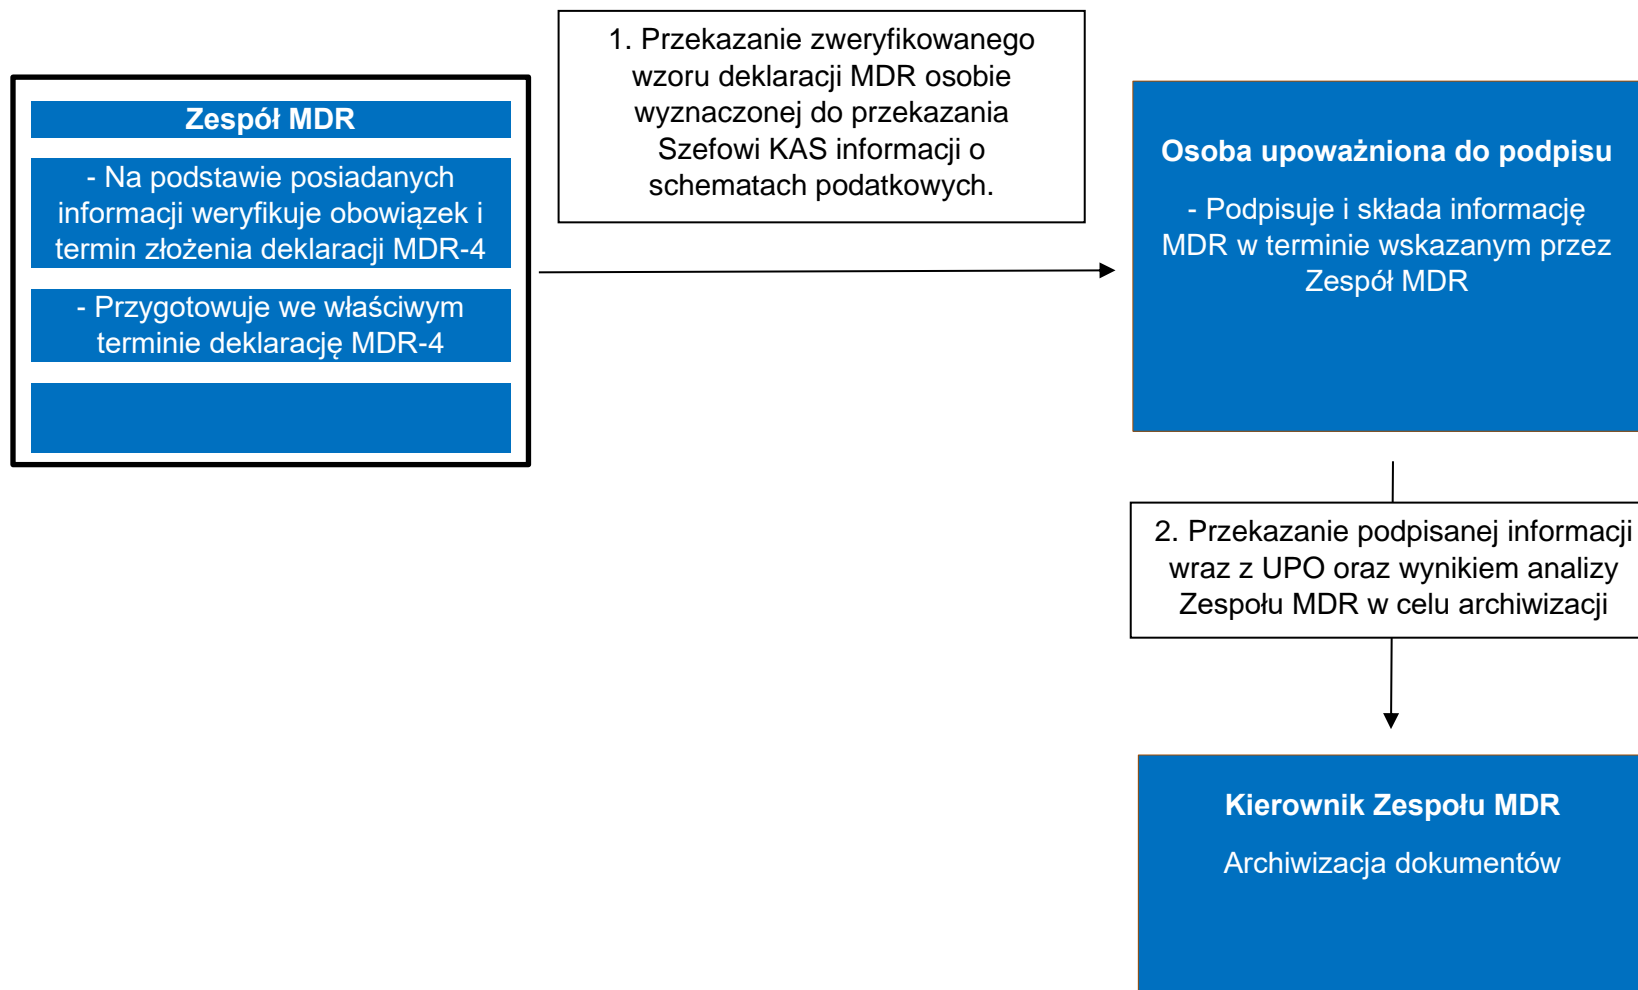 Zespół MDR
- Na podstawie posiadanych
informacji weryfikuje obowiązek i
termin złożenia deklaracji MDR-4
- Przygotowuje we właściwym
terminie deklarację MDR-4
1. Przekazanie zweryfikowanego
wzoru deklaracji MDR osobie
wyznaczonej do przekazania
Szefowi KAS informacji o
schematach podatkowych.
Osoba upoważniona do podpisu
- Podpisuje i składa informację
MDR w terminie wskazanym przez
Zespół MDR
2. Przekazanie podpisanej informacji
wraz z UPO oraz wynikiem analizy
Zespołu MDR w celu archiwizacji
Kierownik Zespołu MDR
Archiwizacja dokumentów